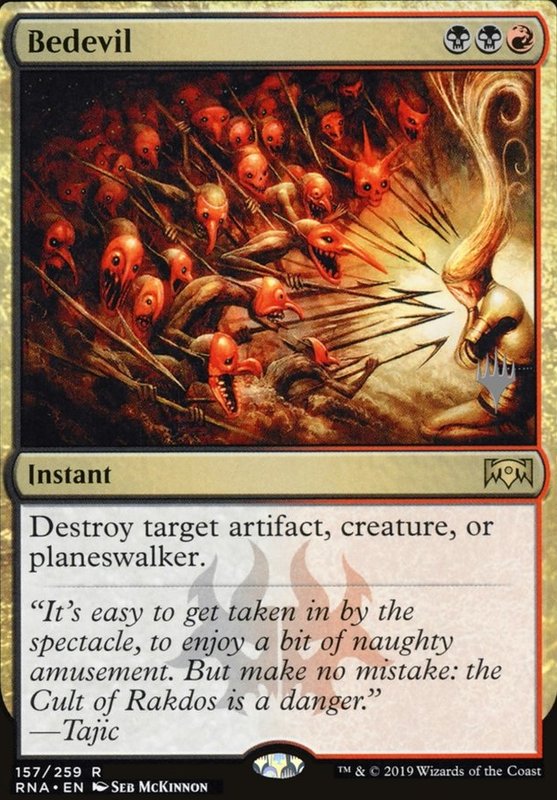 Bedevil
Instant
Destroy target artifact, creature, or
planeswalker.
“It’s easy to get taken in by the
spectacle, to enjoy a bit of naughty
amusement. But make no mistake: the
Cult of Rakdos is a danger.”
—Tajic
157/259 R
RNA • EN Seb McKinnon
™ & © 2019 Wizards of the Coast